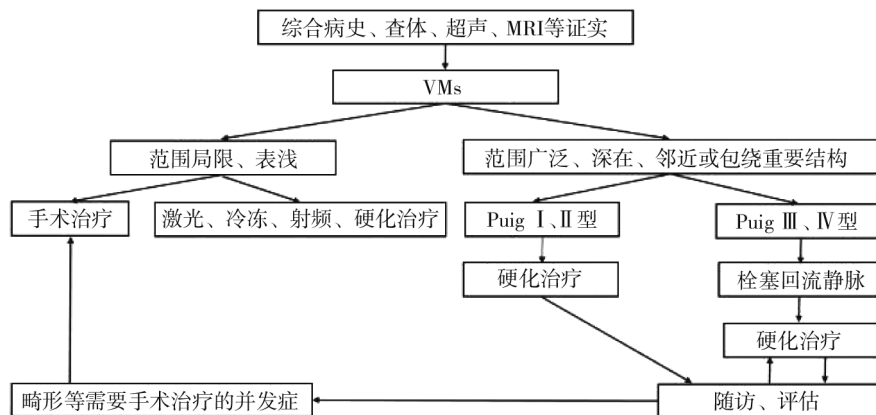 综合病史、查体、超声、MRI等证实
VMs
范围局限、表浅
范围广泛、深在、邻近或包绕重要结构
手术治疗
激光、冷冻、射频、硬化治疗
Puig Ⅰ、Ⅱ型
Puig Ⅲ、Ⅳ型
硬化治疗
栓塞回流静脉
硬化治疗
畸形等需要手术治疗的并发症
随访、评估